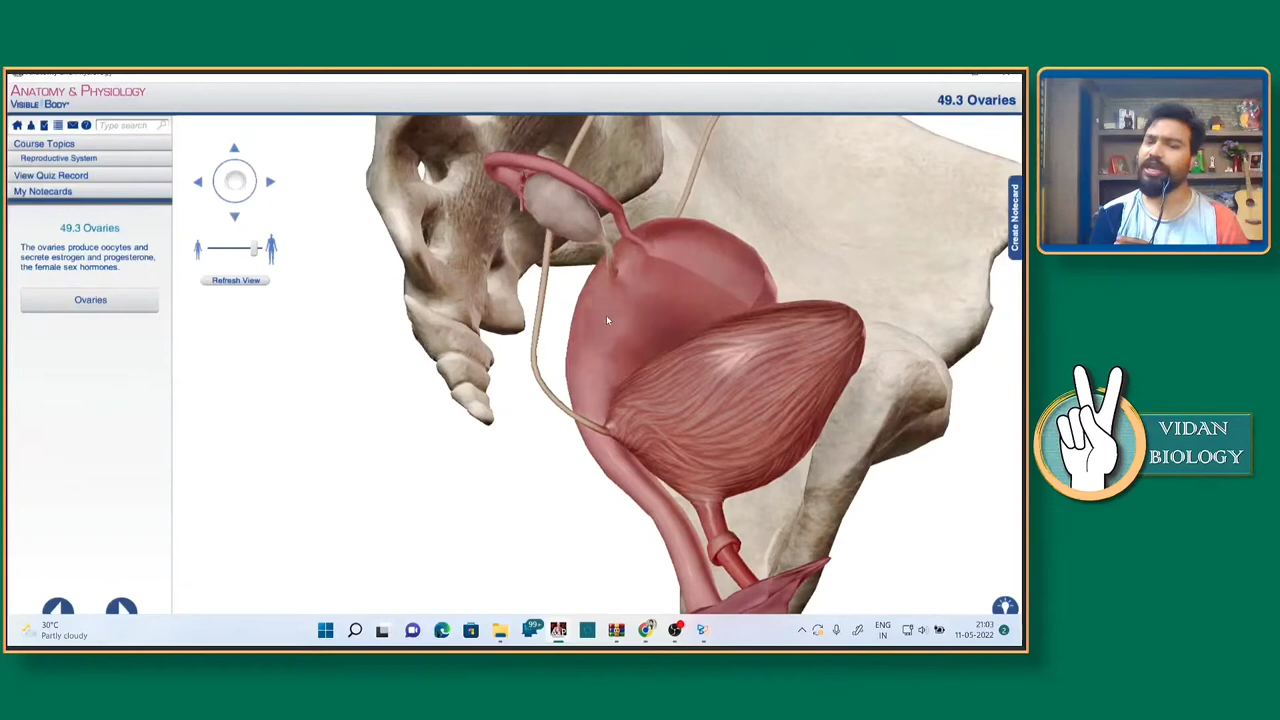 ANATOMY & PHYSIOLOGY
VISIBLE BODY
49.3 Ovaries
Type search
Course Topics
Reproductive System
View Quiz Record
My Notecards
49.3 Ovaries
The ovaries produce oocytes and
secrete estrogen and progesterone,
the female sex hormones.
Ovaries
Refresh View
Create Notecard
VIDAN
BIOLOGY
30°C
Partly cloudy
99+
ENG
IN
21:03
11-05-2022
2